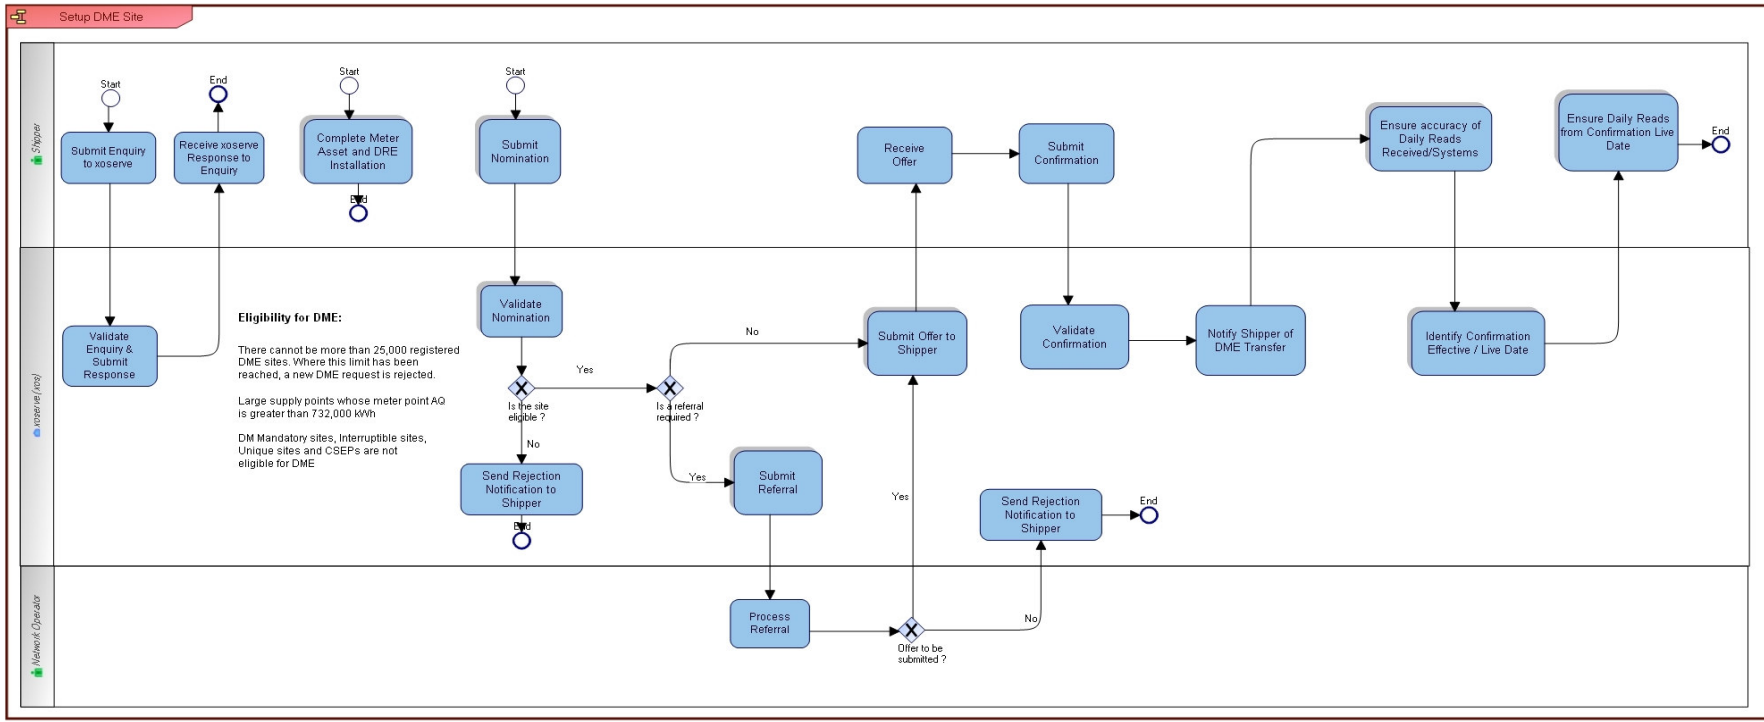 Setup DME Site
Shipper
Start
Submit Enquiry
to xoserve
End
Receive xoserve
Response to
Enquiry
Start
Complete Meter
Asset and DRE
Installation
End
Start
Submit
Nomination
Receive
Offer
Submit
Confirmation
Ensure accuracy of
Daily Reads
Received/Systems
Ensure Daily Reads
from Confirmation Live
Date
End
xoserve (xos)
Validate
Enquiry &
Submit
Response
Eligibility for DME:
There cannot be more than 25,000 registered
DME sites. Where this limit has been
reached, a new DME request is rejected.
Large supply points whose meter point AQ
is greater than 732,000 kWh
DM Mandatory sites, Interruptible sites,
Unique sites and CSEPs are not
eligible for DME
Validate
Nomination
Is the site
eligible ?
Yes
No
Send Rejection
Notification to
Shipper
End
Is a referral
required ?
No
Yes
Submit
Referral
Submit Offer to
Shipper
Yes
Validate
Confirmation
Notify Shipper of
DME Transfer
Identify Confirmation
Effective / Live Date
Send Rejection
Notification to
Shipper
End
Network Operator
Process
Referral
Offer to be
submitted ?
No